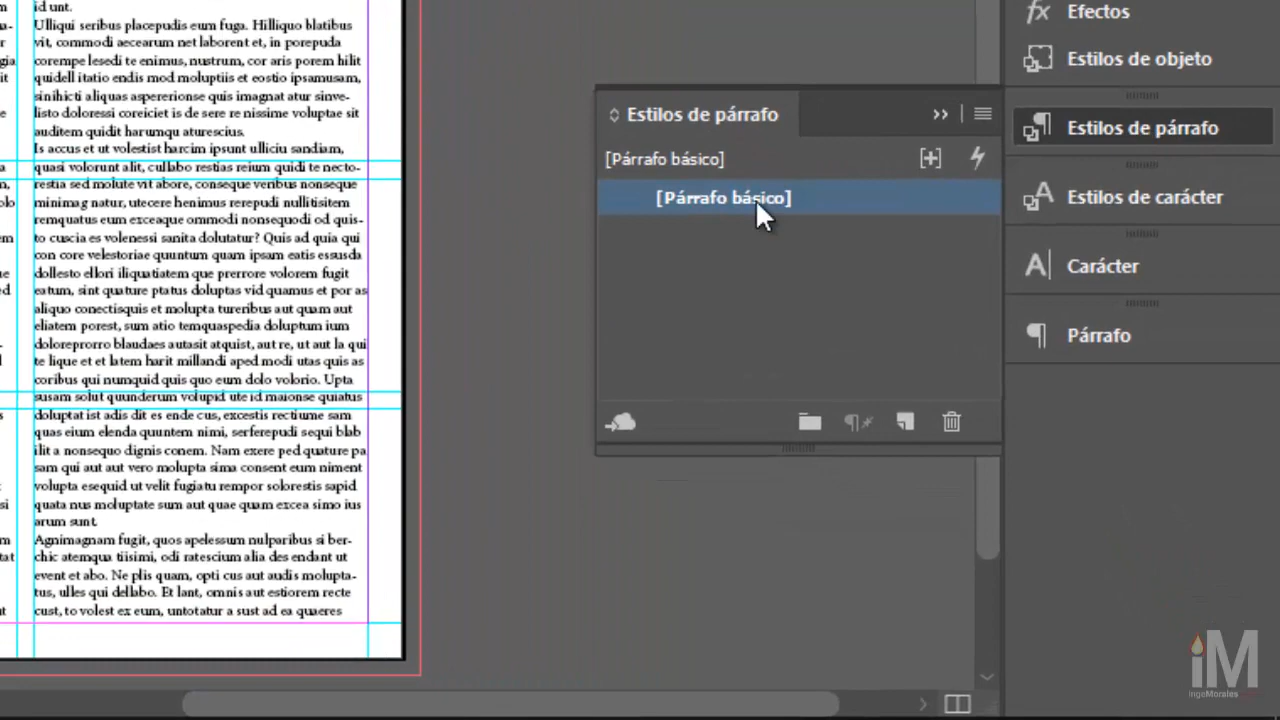 id unt.
Ulliqui seribus placepudis eum fuga. Hilliquo blatibus
vit, commodi aecearum net laborent et, in porepuda
corempe lesedi te enimus, nustrum, cor aris porem hilit
quidell itatio endis mod moluptiis et eostio ipsamusam,
sinihicti aliquas aspererionse quis imagnat atur sinve-
listo doloressi coreiciet is de sere re nissime voluptae sit
auditem quidit harumqu aturescius.
Is accus et ut volestist harcim ipsunt ulliciu sandiam,
quasi volorunt alit, cullabo restias reium quidi te necto-
restia sed molute vit abore, conseque veribus nonseque
minimag natur, utecere henimus rerepudi nullitisitem
remquatus eum exceaque ommodi nonsequodi od quis-
to cuscia es volenessi sanita dolutatur? Quis ad quia qui
con core velestoriae quuntum quam ipsam eatis essusda
dollesto ellori iliquatiatem que prerrore volorem fugit
eatum, sint quature ptatus doluptas vid quamus et por as
aliquo conectisquis et molupta tureribus aut quam aut
eliatem porest, sum atio temquaspedia doluptum ium
doloreprorro blaudaes autasit atquist, aut re, ut aut la qui
te lique et et latem harit millandi aped modi utas quis as
coribus qui numquid quis quo eum dolo volorio. Upta
susam solut quunderum volupid ute id maionse quiatus
doluptat ist adis dit es ende cus, excestis rectiume sam
quas eium elenda quuntem nimi, serferepudi sequi blab
ilit a nonsequo dignis conem. Nam exere ped quature pa
sam qui aut aut vero molupta sima consent eum niment
volupta esequid ut velit fugiatu rempor solorestis sapid
quata nus moluptate sum aut quae quam excea simo ius
arum sunt.
Agnimagnam fugit, quos apelessum nulparibus si ber-
chic atemqua tiisimi, odi ratescium alia des endant ut
event et abo. Ne plis quam, opti cus aut audis molupta-
tus, ulles qui dellabo. Et lant, omnis aut estiorem recte
cust, to volest ex eum, untotatur a sust ad ea quaeres
Estilos de párrafo
[Párrafo básico]
[Párrafo básico]
Efectos
Estilos de objeto
Estilos de párrafo
Estilos de carácter
Carácter
Párrafo
iM
IngeMorales